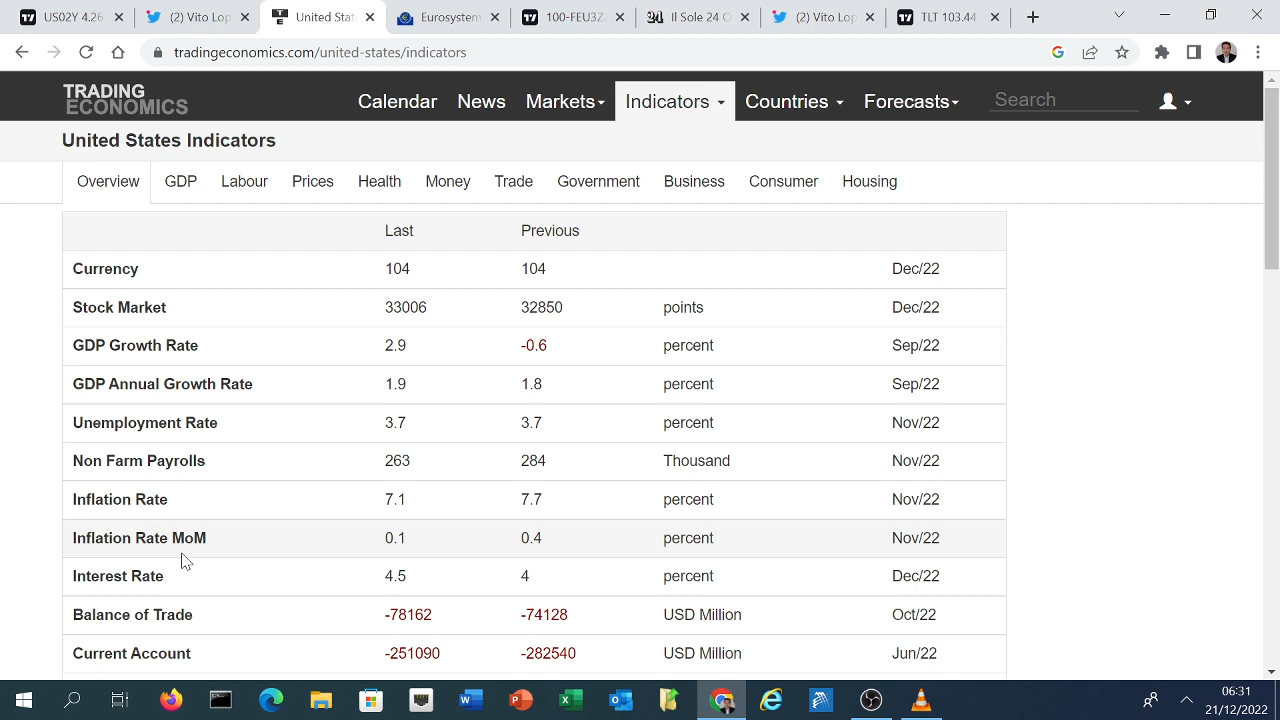 US02Y 4.26
(2) Vito Lop
United Stat
Eurosystem
100-FEU3Z
Il Sole 24 O
(2) Vito Lop
TLT 103.4
tradingeconomics.com/united-states/indicators
TRADING
ECONOMICS
Calendar News Markets Indicators Countries Forecasts Search
United States Indicators
Overview GDP Labour Prices Health Money Trade Government Business Consumer Housing
Last Previous
Currency 104 104 Dec/22
Stock Market 33006 32850 points Dec/22
GDP Growth Rate 2.9 -0.6 percent Sep/22
GDP Annual Growth Rate 1.9 1.8 percent Sep/22
Unemployment Rate 3.7 3.7 percent Nov/22
Non Farm Payrolls 263 284 Thousand Nov/22
Inflation Rate 7.1 7.7 percent Nov/22
Inflation Rate MoM 0.1 0.4 percent Nov/22
Interest Rate 4.5 4 percent Dec/22
Balance of Trade -78162 -74128 USD Million Oct/22
Current Account -251090 -282540 USD Million Jun/22
06:31
21/12/2022